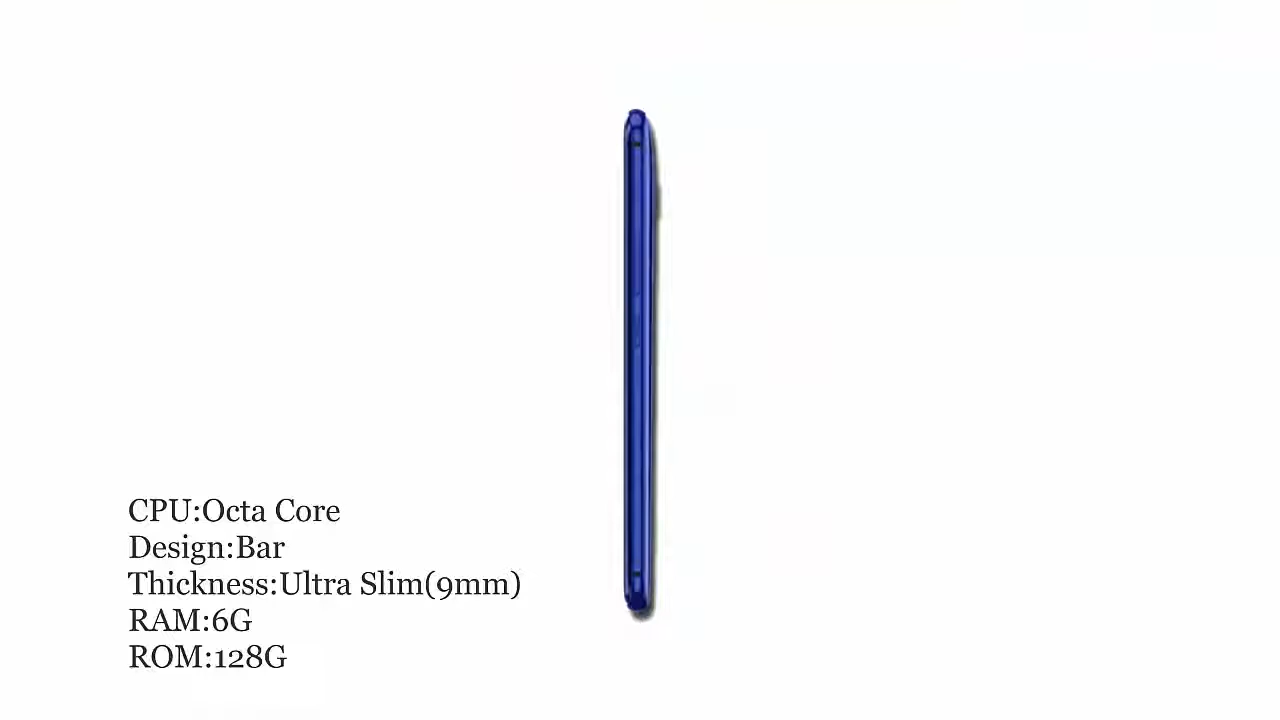 CPU:Octa Core
Design:Bar
Thickness:Ultra Slim(9mm)
RAM:6G
ROM:128G